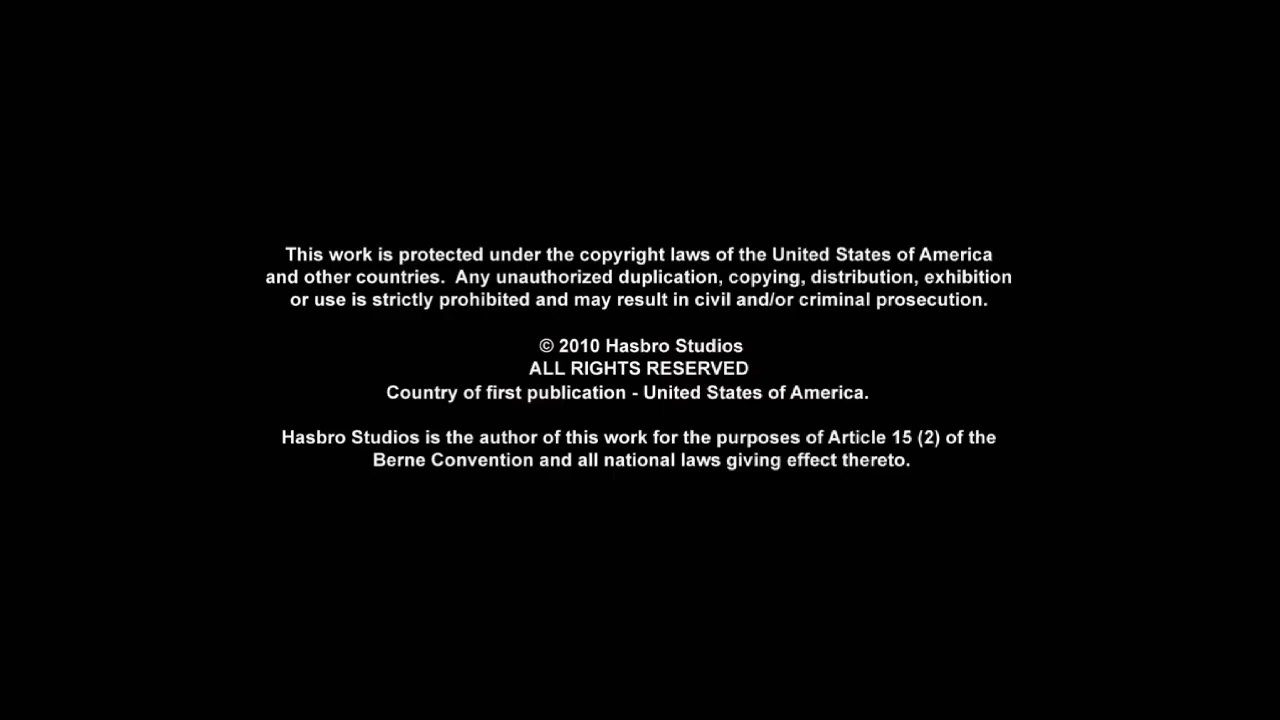 This work is protected under the copyright laws of the United States of America
and other countries.  Any unauthorized duplication, copying, distribution, exhibition
or use is strictly prohibited and may result in civil and/or criminal prosecution.
© 2010 Hasbro Studios
ALL RIGHTS RESERVED
Country of first publication - United States of America.
Hasbro Studios is the author of this work for the purposes of Article 15 (2) of the
Berne Convention and all national laws giving effect thereto.